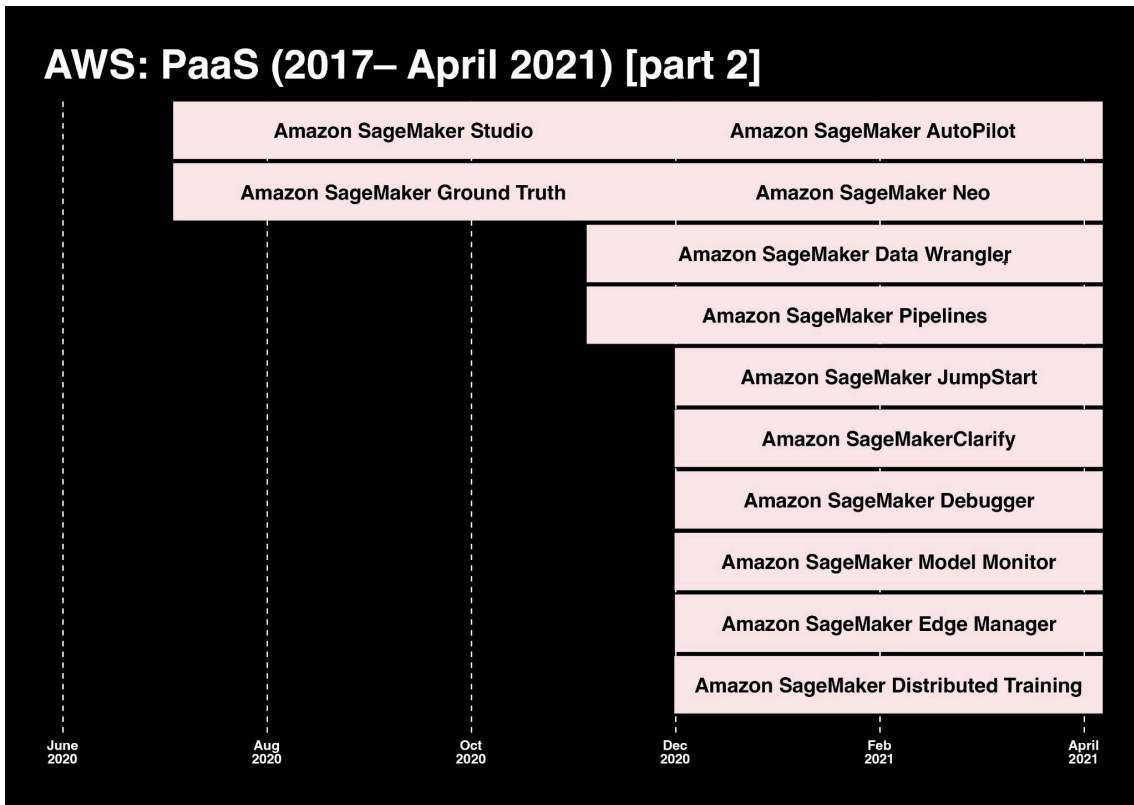 AWS: PaaS (2017– April 2021) [part 2]
Amazon SageMaker Studio
Amazon SageMaker AutoPilot
Amazon SageMaker Ground Truth
Amazon SageMaker Neo
Amazon SageMaker Data Wrangler
Amazon SageMaker Pipelines
Amazon SageMaker JumpStart
Amazon SageMakerClarify
Amazon SageMaker Debugger
Amazon SageMaker Model Monitor
Amazon SageMaker Edge Manager
Amazon SageMaker Distributed Training
June
2020
Aug
2020
Oct
2020
Dec
2020
Feb
2021
April
2021